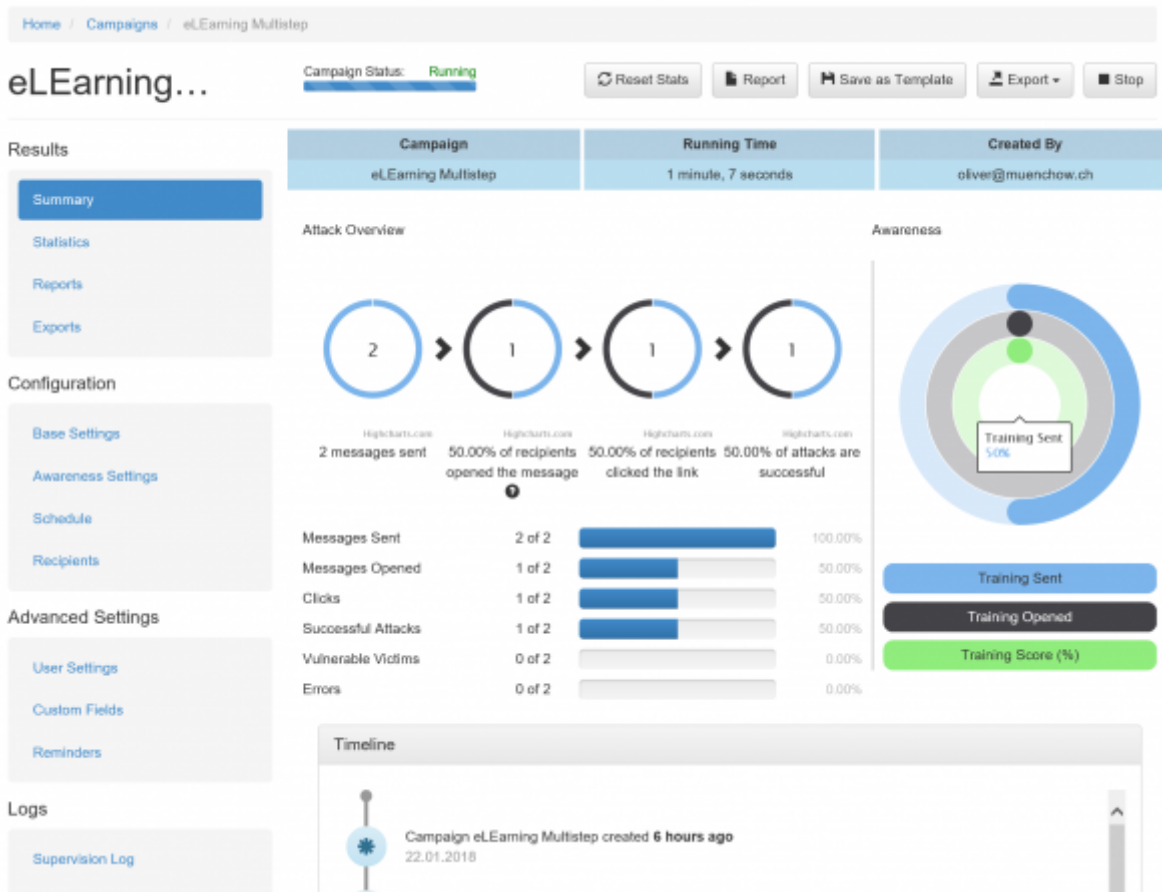 Home / Campaigns / eLEarning Multistep
eLEarning...
Campaign Status: Running
Reset Stats
Report
Save as Template
Export
Stop
Results
Summary
Statistics
Reports
Exports
Configuration
Base Settings
Awareness Settings
Schedule
Recipients
Advanced Settings
User Settings
Custom Fields
Reminders
Logs
Supervision Log
Campaign Running Time Created By
eLEarning Multistep 1 minute, 7 seconds oliver@muenchow.ch
Attack Overview
2 1 1 1
Highcharts.com Highcharts.com Highcharts.com Highcharts.com
2 messages sent
50.00% of recipients
opened the message
?
50.00% of recipients
clicked the link
50.00% of attacks are
successful
Messages Sent 2 of 2 100.00%
Messages Opened 1 of 2 50.00%
Clicks 1 of 2 50.00%
Successful Attacks 1 of 2 50.00%
Vulnerable Victims 0 of 2 0.00%
Errors 0 of 2 0.00%
Awareness
Training Sent
50%
Training Sent
Training Opened
Training Score (%)
Timeline
Campaign eLEarning Multistep created 6 hours ago
22.01.2018